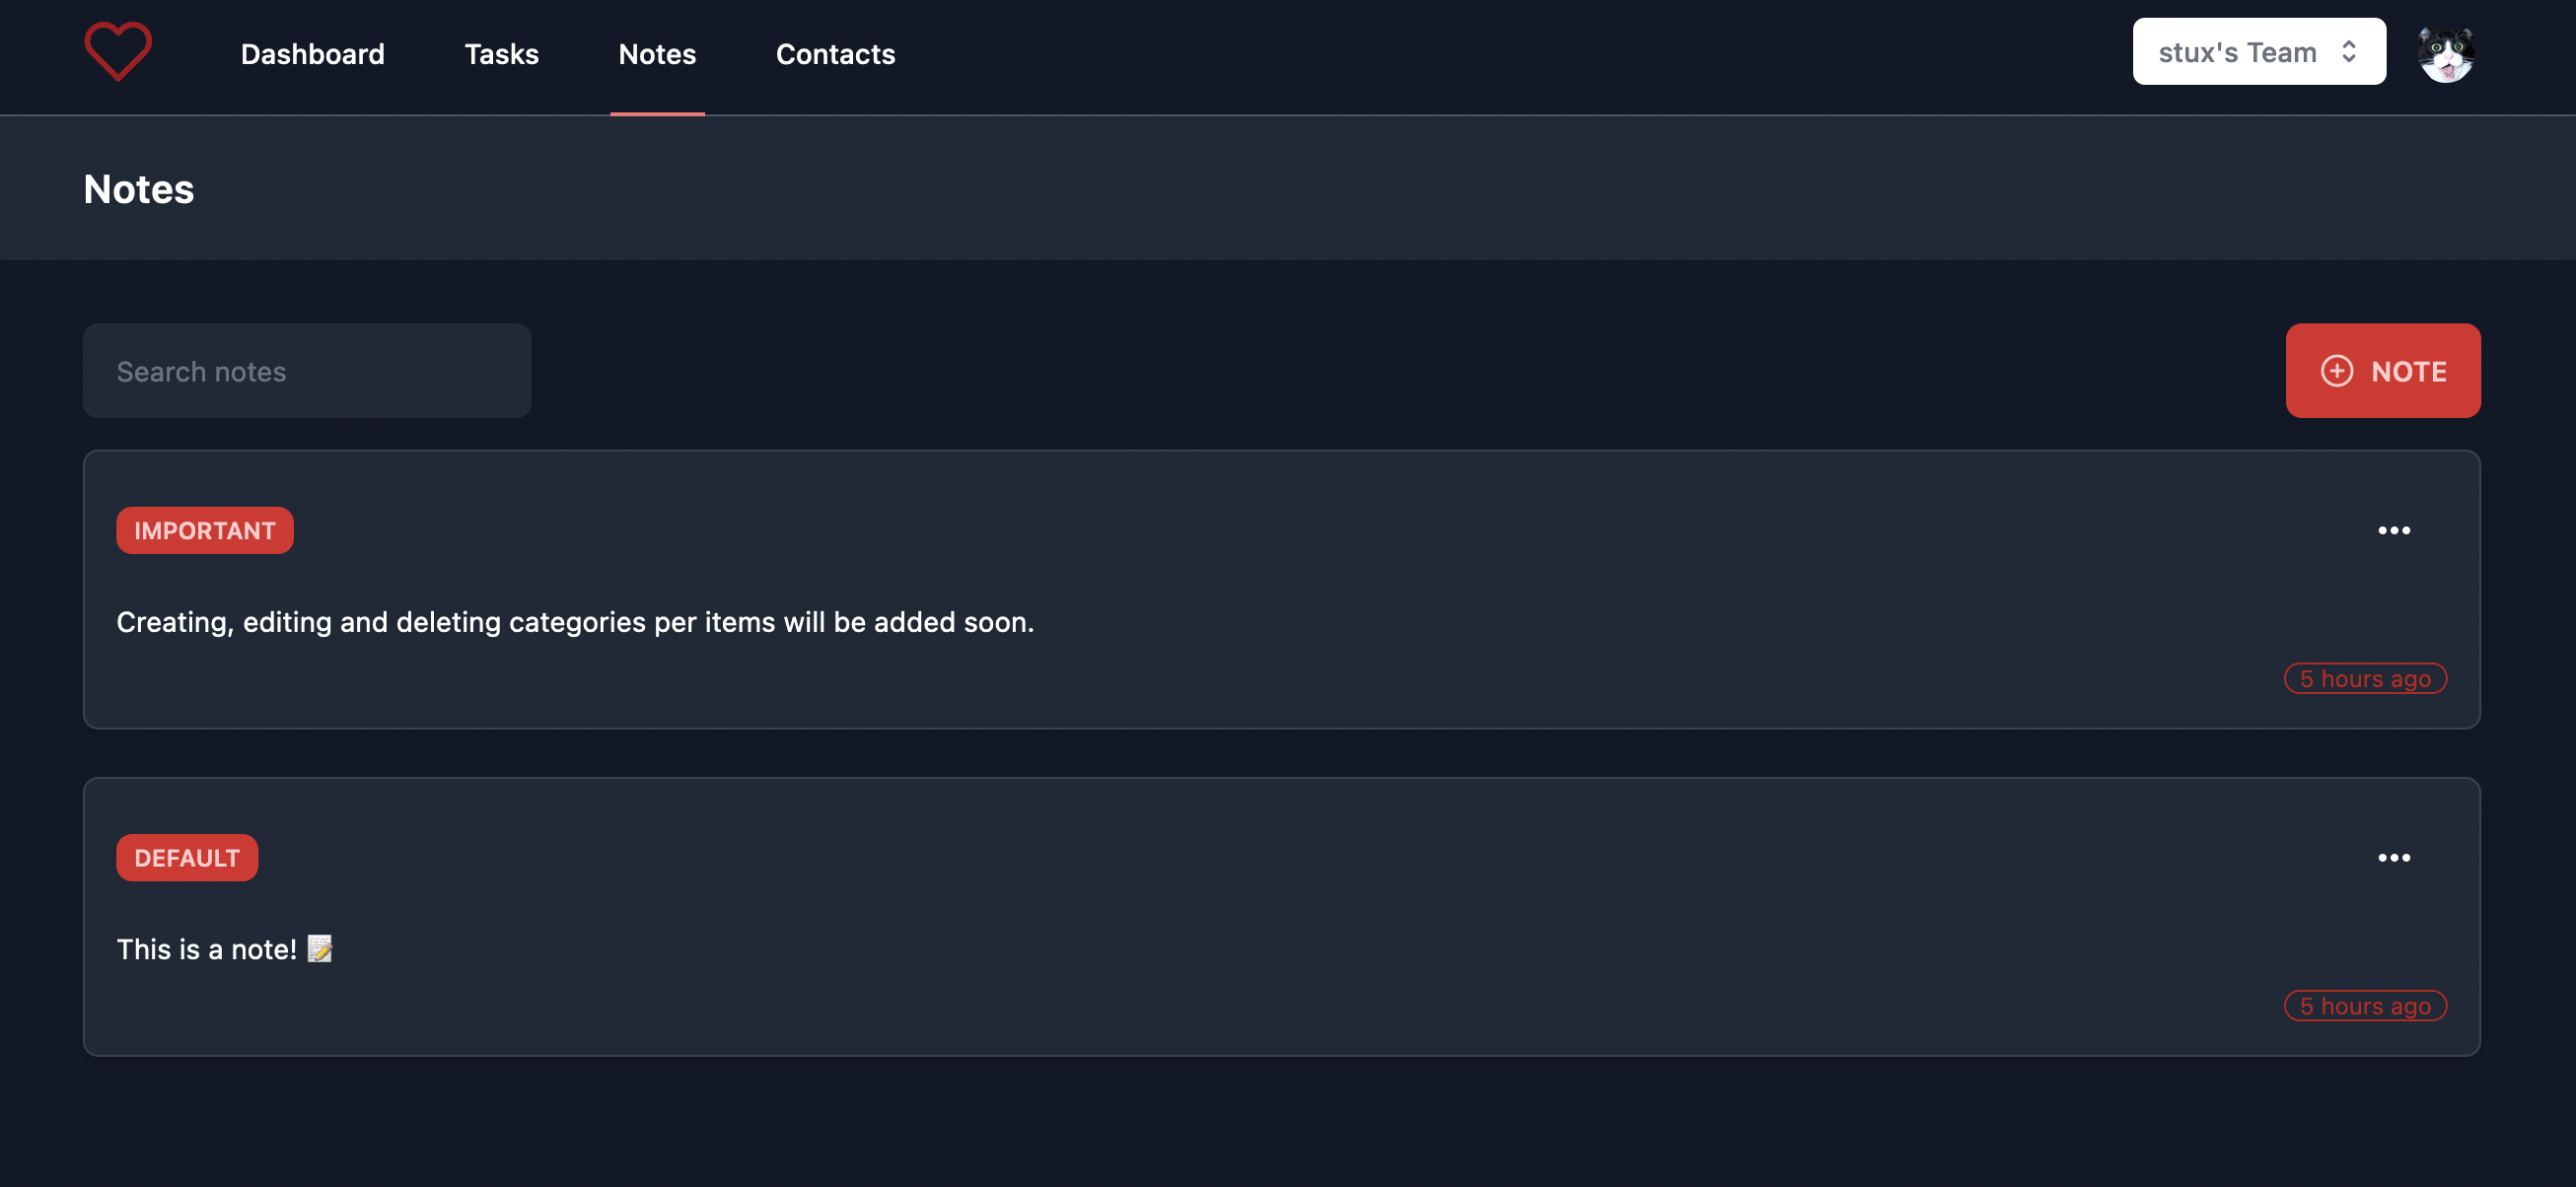 Dashboard Tasks Notes Contacts stux's Team
Notes
Search notes NOTE
IMPORTANT
Creating, editing and deleting categories per items will be added soon.
5 hours ago
DEFAULT
This is a note! 📝
5 hours ago